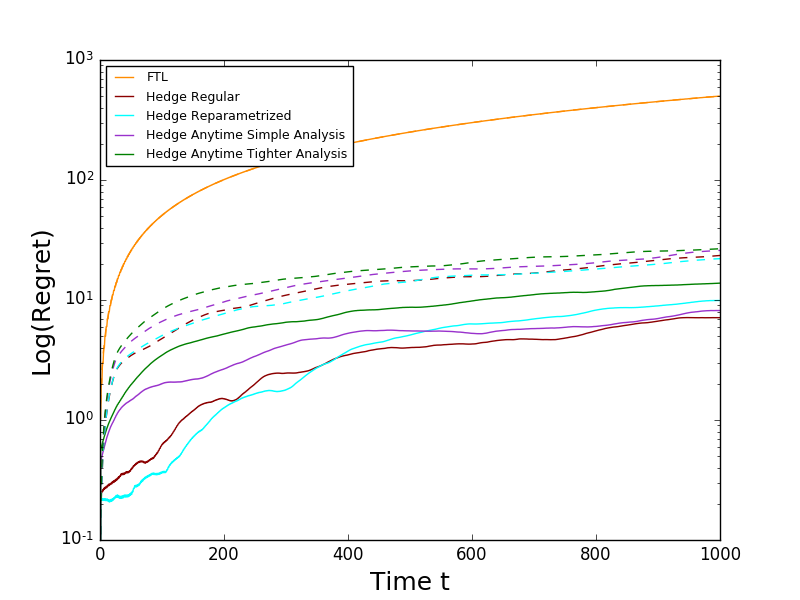 10³
10²
10¹
10⁰
10⁻¹
Log(Regret)
FTL
Hedge Regular
Hedge Reparametrized
Hedge Anytime Simple Analysis
Hedge Anytime Tighter Analysis
0 200 400 600 800 1000
Time t